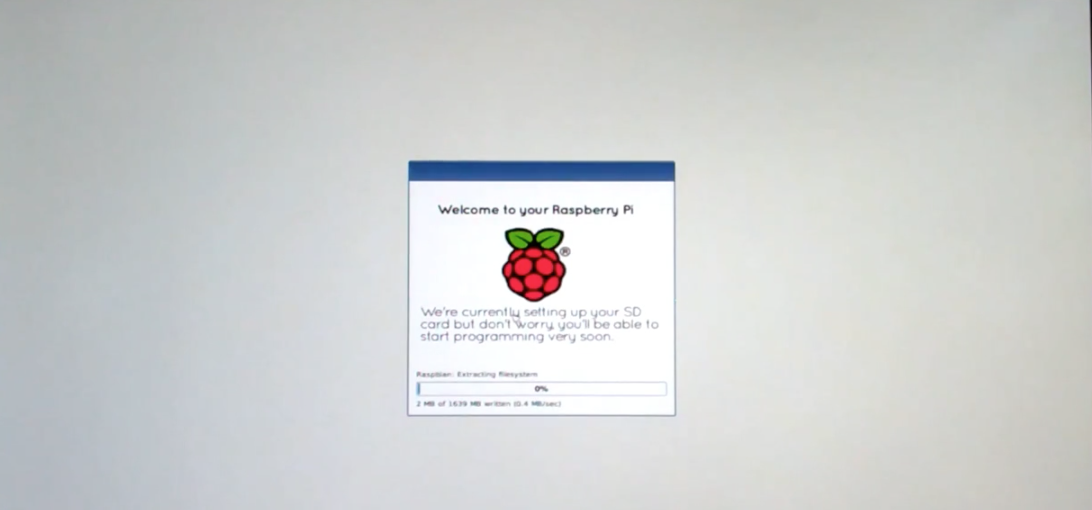 Welcome to your Raspberry Pi
®
We're currently setting up your SD
card but don't worry, you'll be able to
start programming very soon.
Raspbian: Extracting filesystem
0%
2 MB of 1639 MB written (0.4 MB/sec)